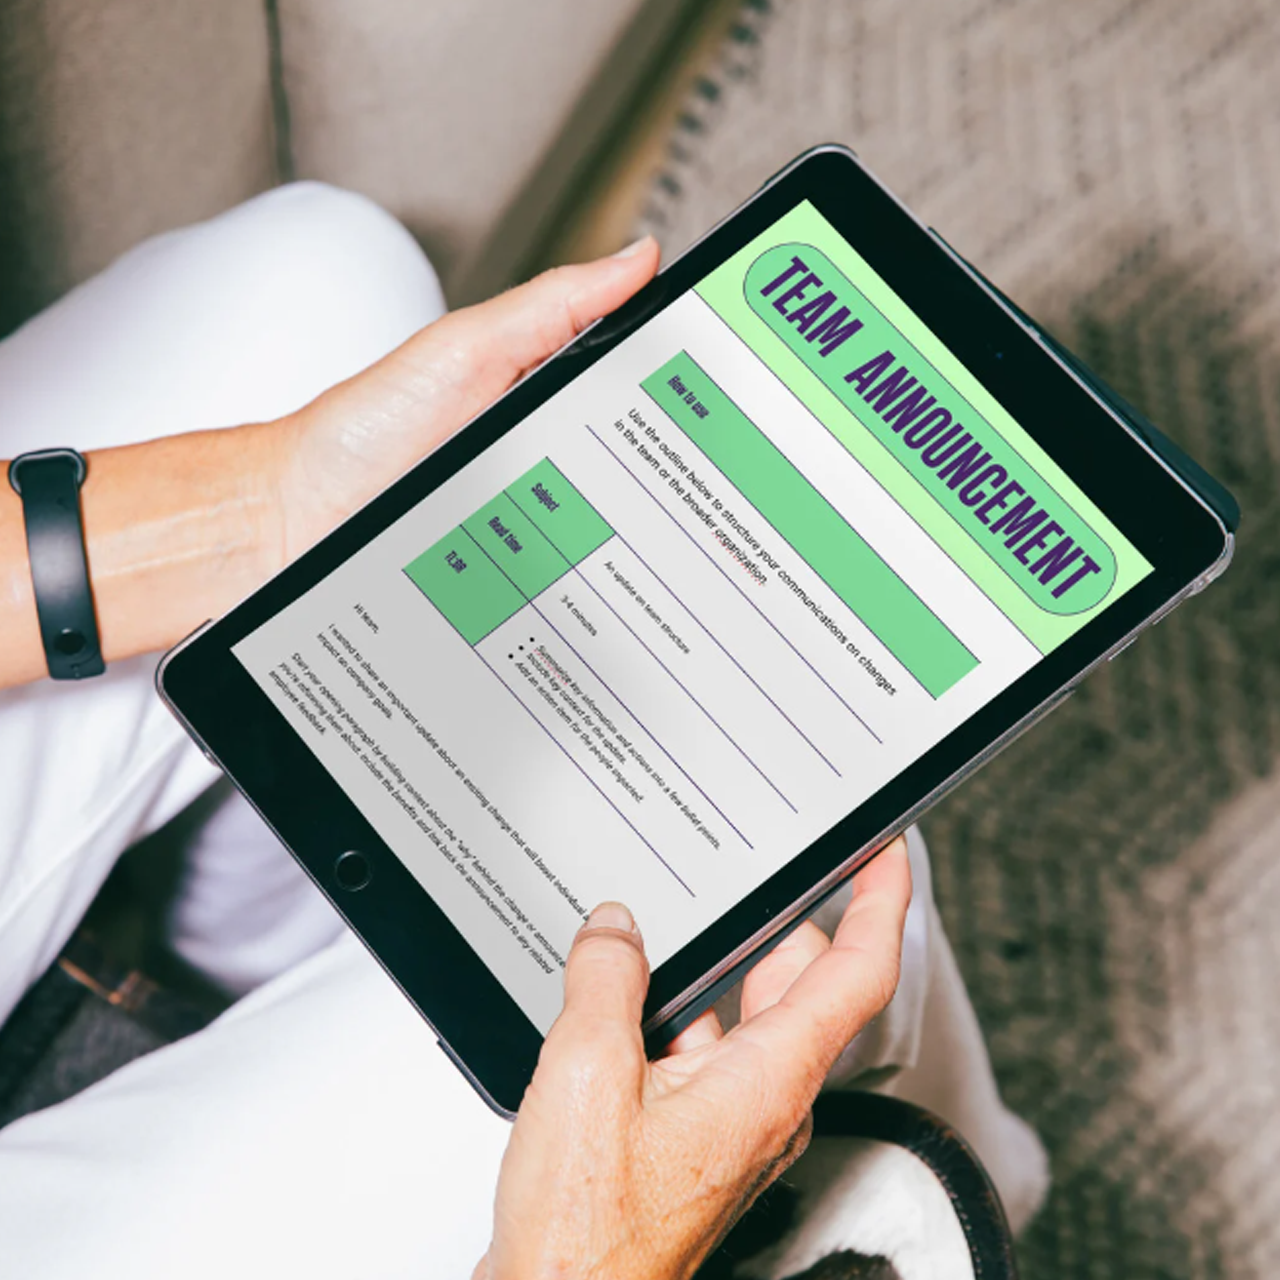 TEAM ANNOUNCEMENT
How to use
Use the outline below to structure your communications on changes
in the team or the broader organization.
Subject
An update on team structure
Read time
3-4 minutes
TL;DR
Summarize key information and actions into a few bullet points.
Include key context for the update.
Add an action item for the people impacted.
Hi team,
I wanted to share an important update about an exciting change that will boost individual
impact on company goals.
Start your opening paragraph by building context about the "why" behind the change or announce
you're informing them about. Include the benefits and link back the announcement to any related
employee feedback.